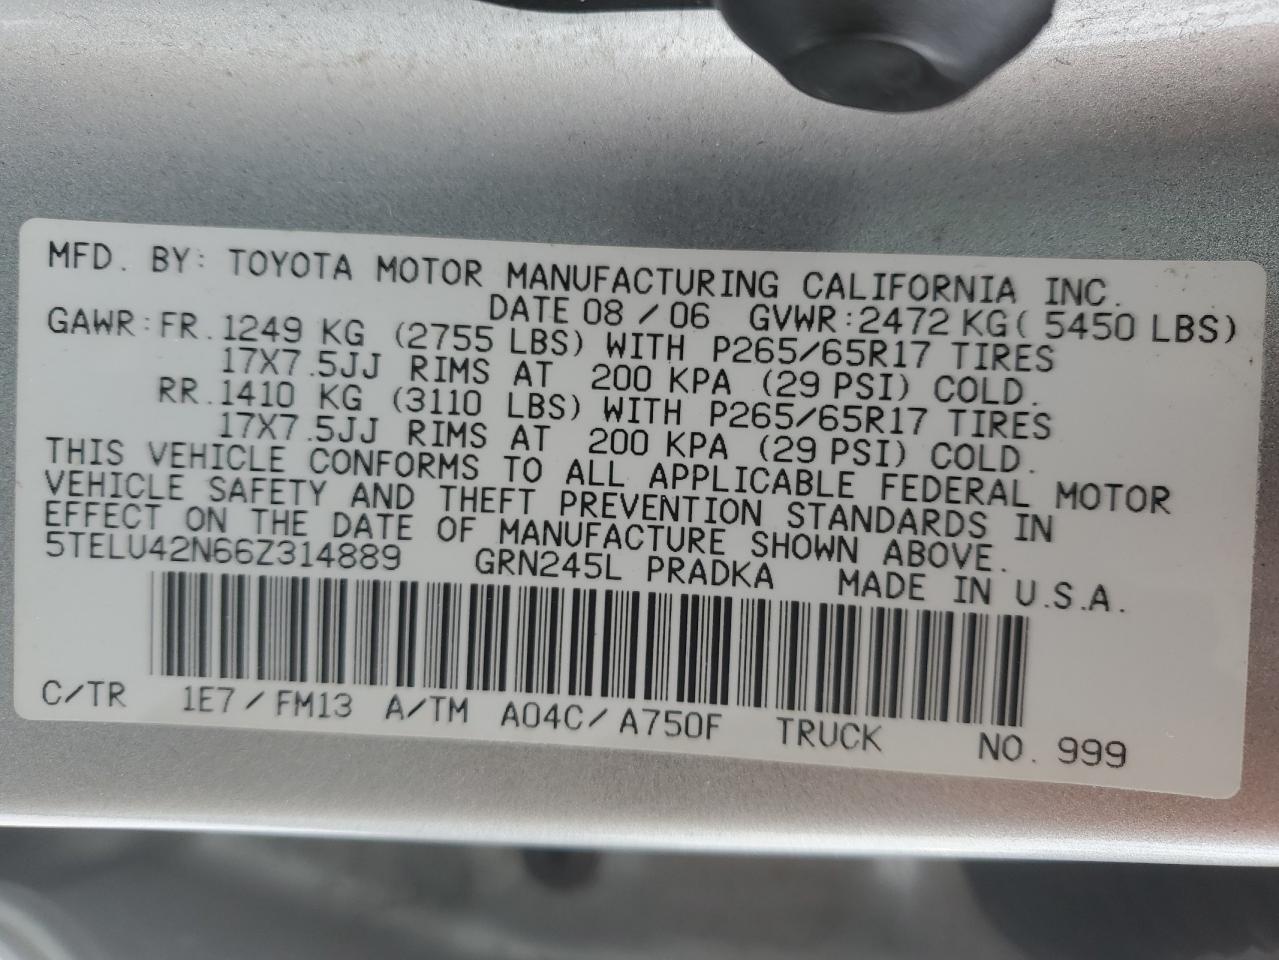 MFD. BY: TOYOTA MOTOR MANUFACTURING CALIFORNIA INC.
DATE 08 / 06 GVWR: 2472 KG ( 5450 LBS)
GAWR: FR. 1249 KG (2755 LBS) WITH P265/65R17 TIRES
17X7.5JJ RIMS AT 200 KPA (29 PSI) COLD.
RR. 1410 KG (3110 LBS) WITH P265/65R17 TIRES
17X7.5JJ RIMS AT 200 KPA (29 PSI) COLD.
THIS VEHICLE CONFORMS TO ALL APPLICABLE FEDERAL MOTOR
VEHICLE SAFETY AND THEFT PREVENTION STANDARDS IN
EFFECT ON THE DATE OF MANUFACTURE SHOWN ABOVE.
5TELU42N66Z314889 GRN245L PRADKA MADE IN U.S.A.
C/TR 1E7 / FM13 A/TM A04C / A750F TRUCK NO. 999